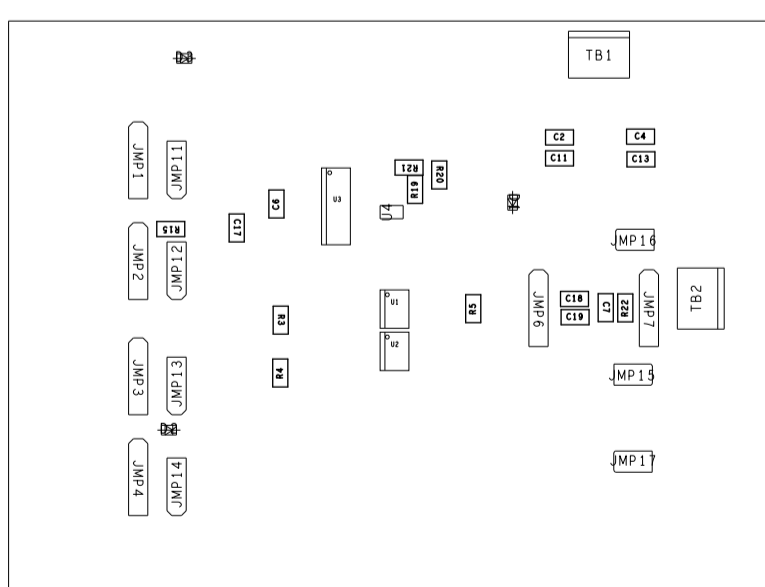 TB1
C2
C4
C11
C13
JMP1
JMP11
R21
R20
R19
U3
C6
U4
C17
R15
JMP16
JMP2
JMP12
JMP6
C18
C19
C7
R22
JMP7
TB2
U1
R5
R3
U2
R4
JMP3
JMP13
JMP15
JMP4
JMP14
JMP17